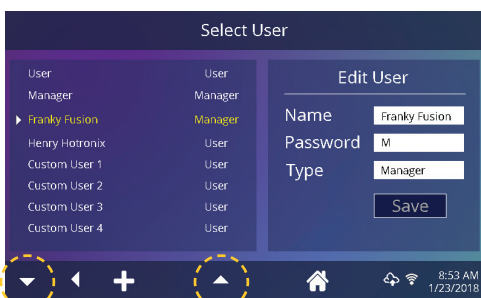 Select User
User User
Manager Manager
Franky Fusion Manager
Henry Hotronix User
Custom User 1 User
Custom User 2 User
Custom User 3 User
Custom User 4 User
Edit User
Name Franky Fusion
Password M
Type Manager
Save
8:53 AM
1/23/2018